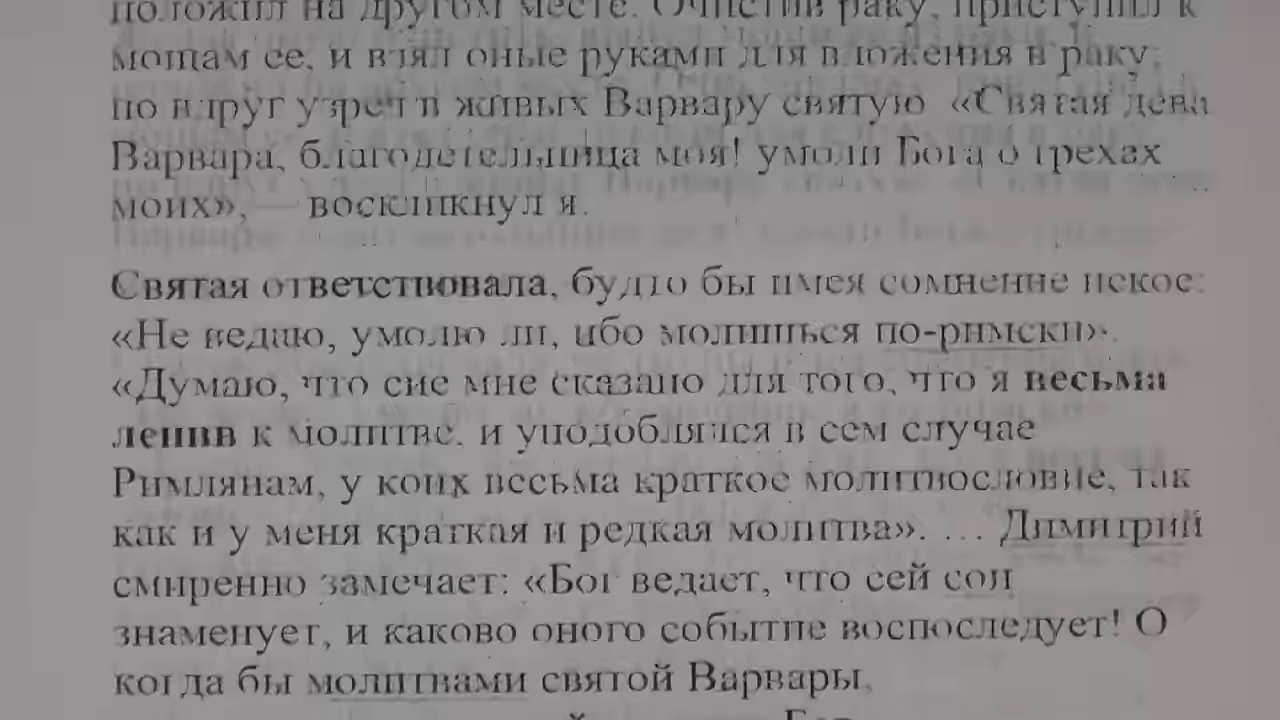 положил на другом месте. Очистив раку, приступил к
мощам ее, и взял оные руками для вложения в раку,
но вдруг узрел в живых Варвару святую «Святая дева
Варвара, благодетельница моя! умоли Бога о грехах
моих»,— воскликнул я.
Святая ответствовала, будто бы имея сомнение некое:
«Не ведаю, умолю ли, ибо молишься по-римски».
«Думаю, что сие мне сказано для того, что я весьма
ленив к молитве, и уподоблялся в сем случае
Римлянам, у коих весьма краткое молитвословие, так
как и у меня краткая и редкая молитва». … Димитрий
смиренно замечает: «Бог ведает, что сей сон
знаменует, и каково оного событие воспоследует! О
когда бы молитвами святой Варвары,